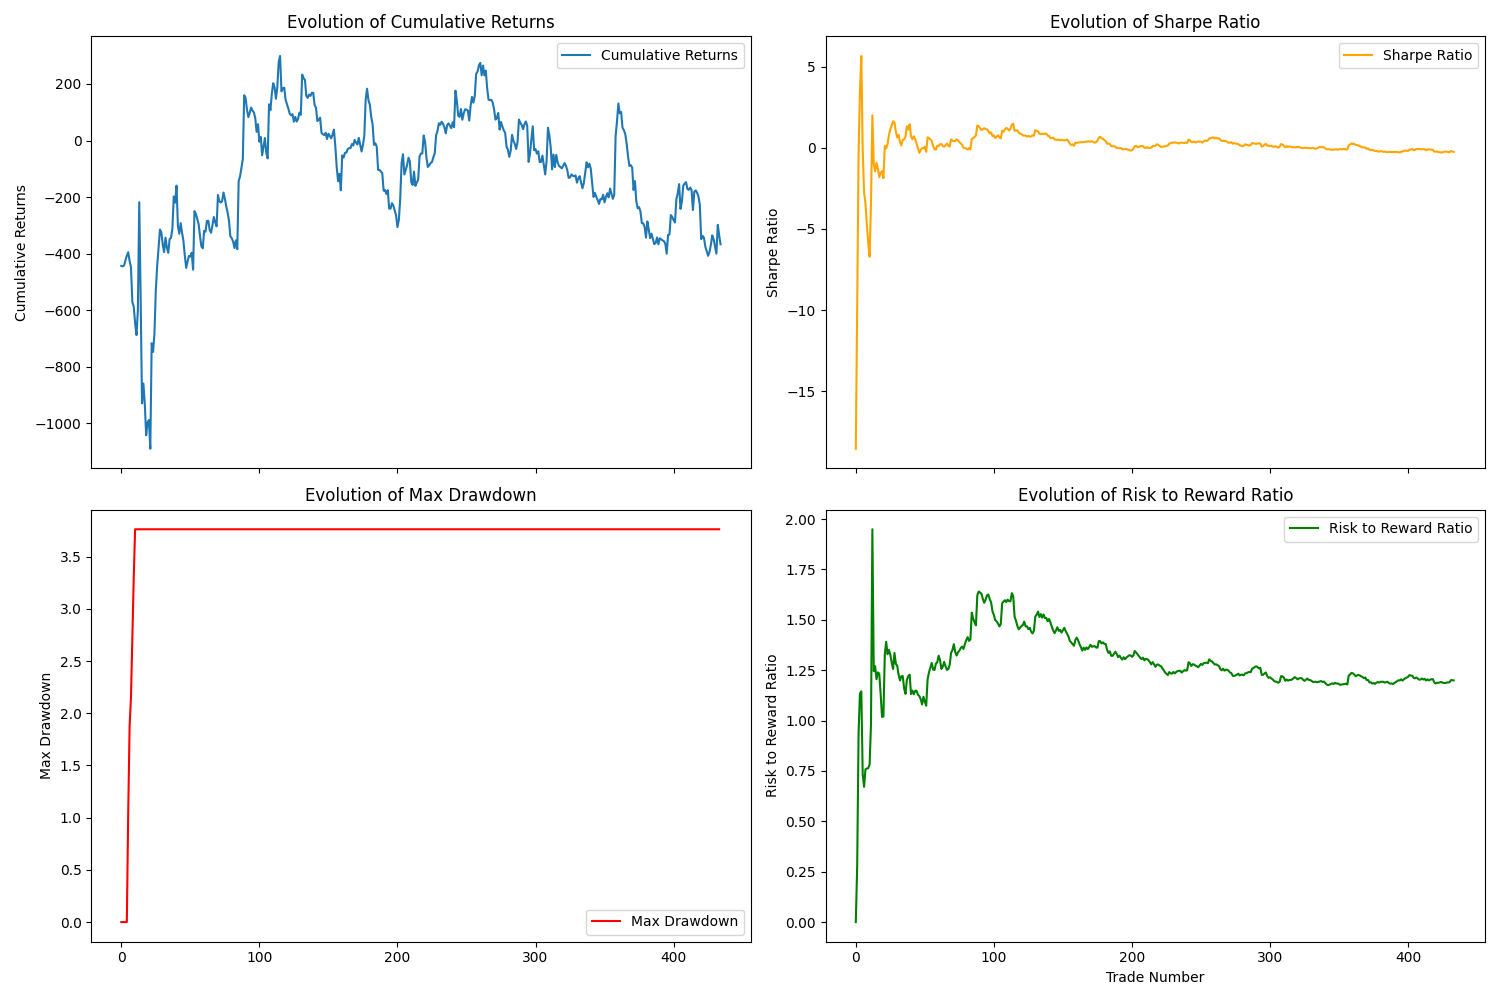 Evolution of Cumulative Returns
Cumulative Returns
200
0
−200
−400
−600
−800
−1000
Cumulative Returns
Evolution of Sharpe Ratio
Sharpe Ratio
5
0
−5
−10
−15
Sharpe Ratio
Evolution of Max Drawdown
3.5
3.0
2.5
2.0
1.5
1.0
0.5
0.0
Max Drawdown
Max Drawdown
0 100 200 300 400
Evolution of Risk to Reward Ratio
Risk to Reward Ratio
2.00
1.75
1.50
1.25
1.00
0.75
0.50
0.25
0.00
Risk to Reward Ratio
0 100 200 300 400
Trade Number